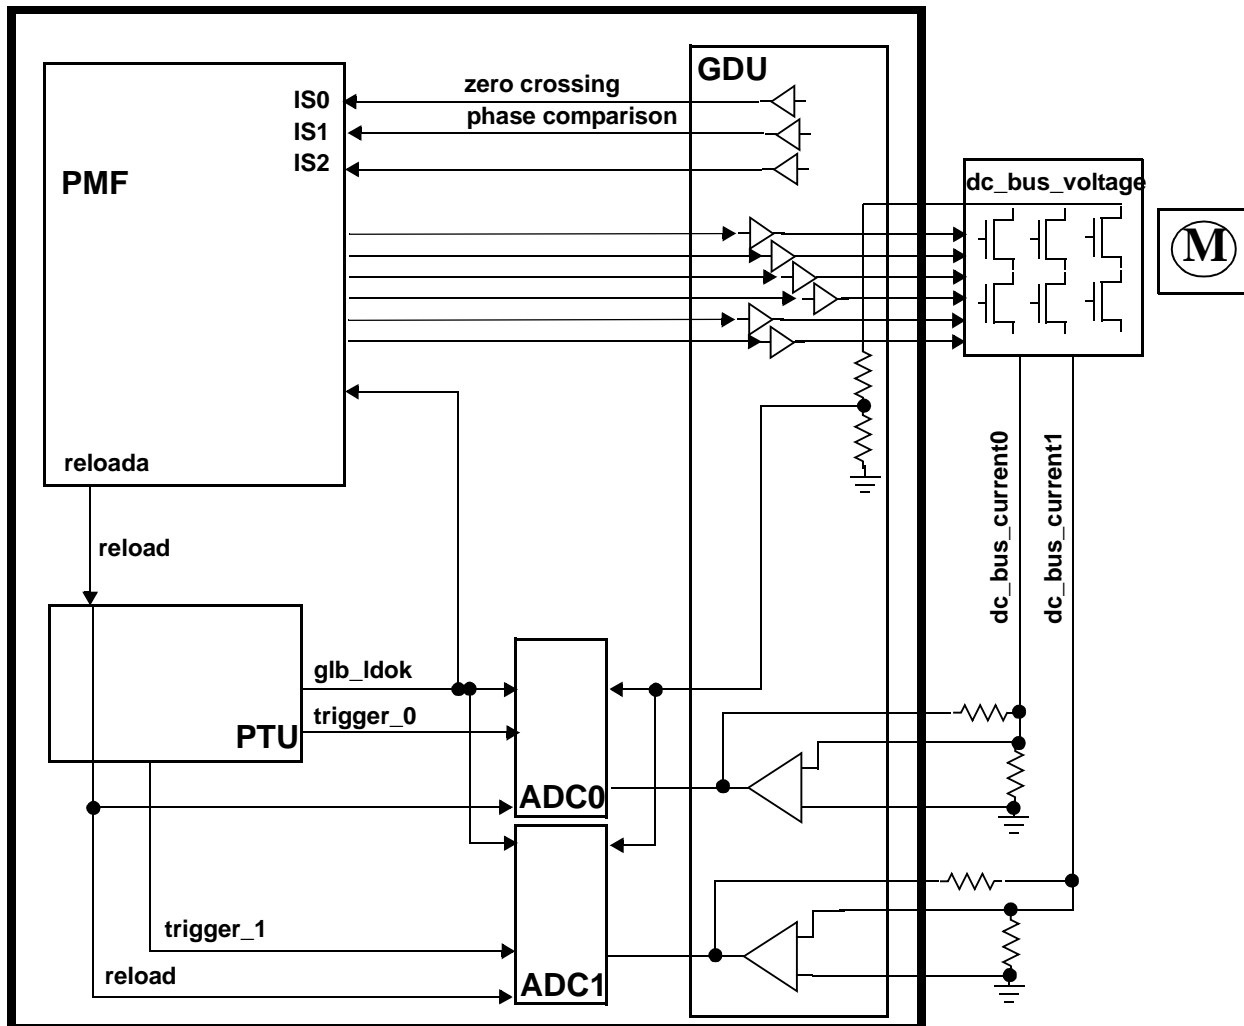 GDU
zero crossing
IS0
phase comparison
IS1
IS2
PMF
dc_bus_voltage
M
reloada
reload
dc_bus_current0
dc_bus_current1
glb_ldok
trigger_0
PTU
ADC0
trigger_1
reload
ADC1